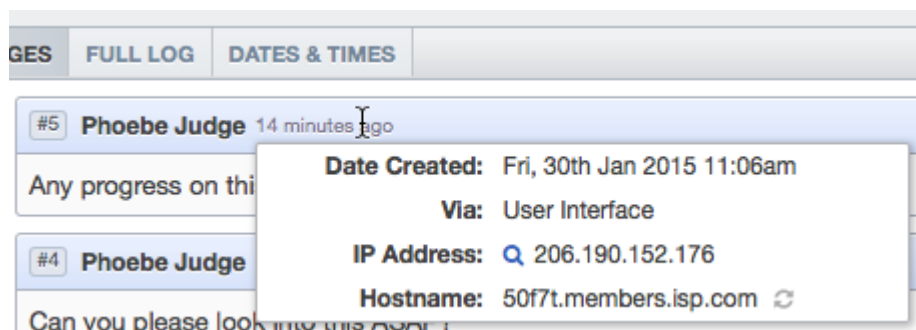 GES FULL LOG DATES & TIMES
#5 Phoebe Judge 14 minutes ago
Any progress on thi
Date Created: Fri, 30th Jan 2015 11:06am
Via: User Interface
IP Address: 206.190.152.176
Hostname: 50f7t.members.isp.com
#4 Phoebe Judge
Can you please look into this ASAP?